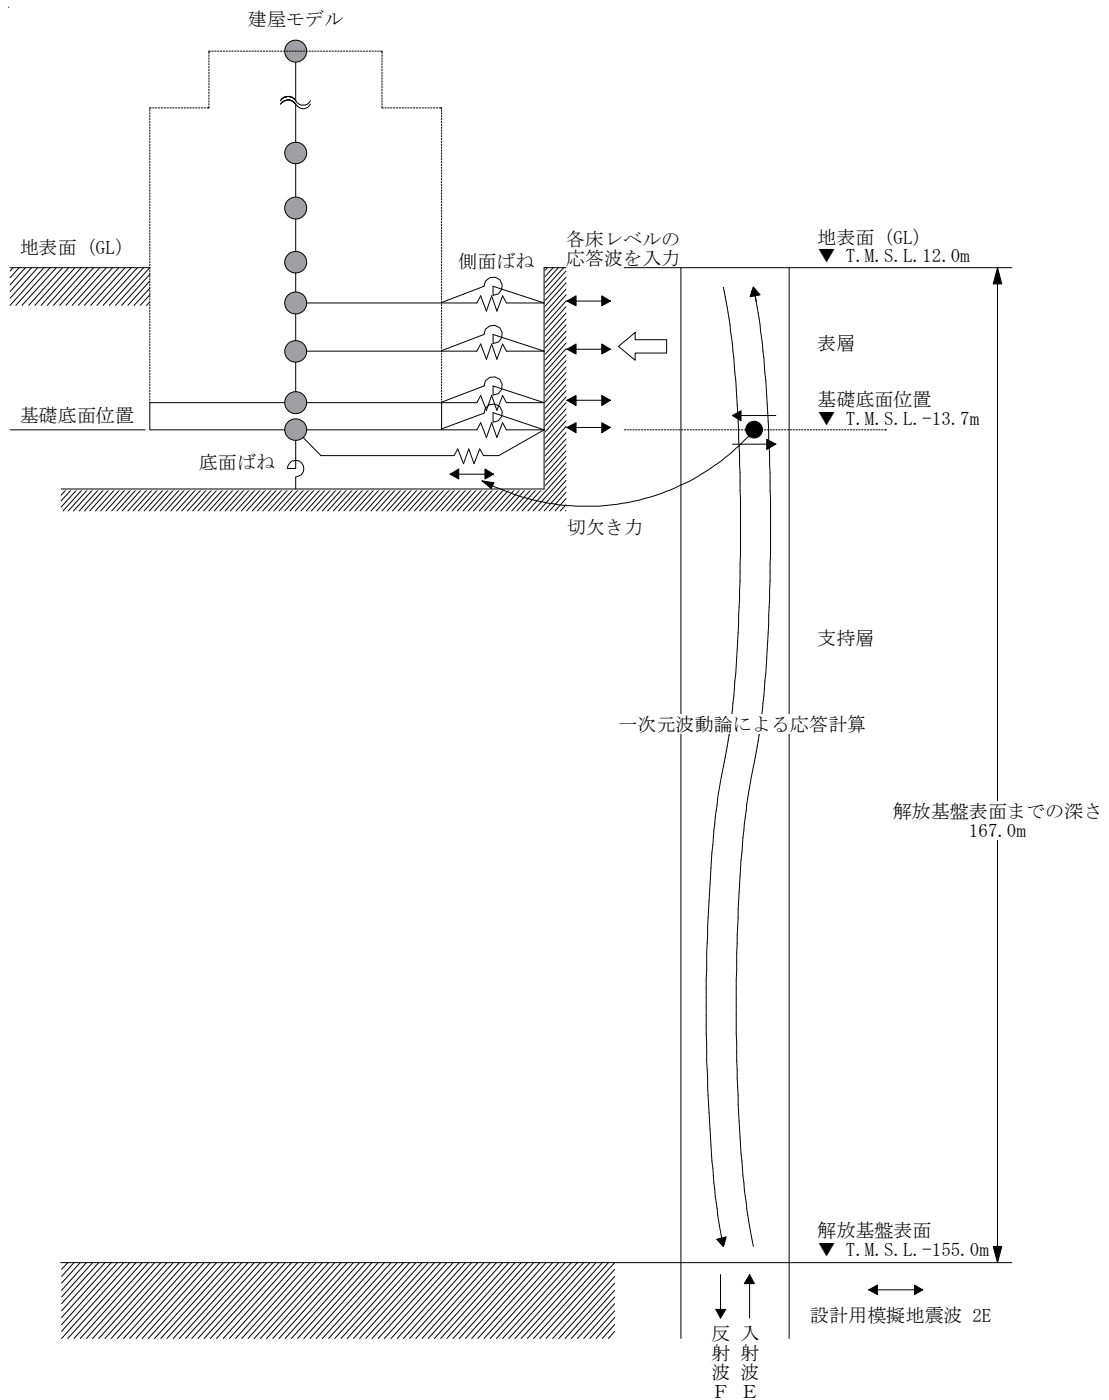 建屋モデル
地表面 (GL)
側面ばね
各床レベルの
応答波を入力
地表面 (GL)
▼ T.M.S.L.12.0m
表層
基礎底面位置
基礎底面位置
▼ T.M.S.L.-13.7m
底面ばね
切欠き力
支持層
一次元波動論による応答計算
解放基盤表面までの深さ
167.0m
解放基盤表面
▼ T.M.S.L.-155.0m
設計用模擬地震波 2E
反射波F
入射波E